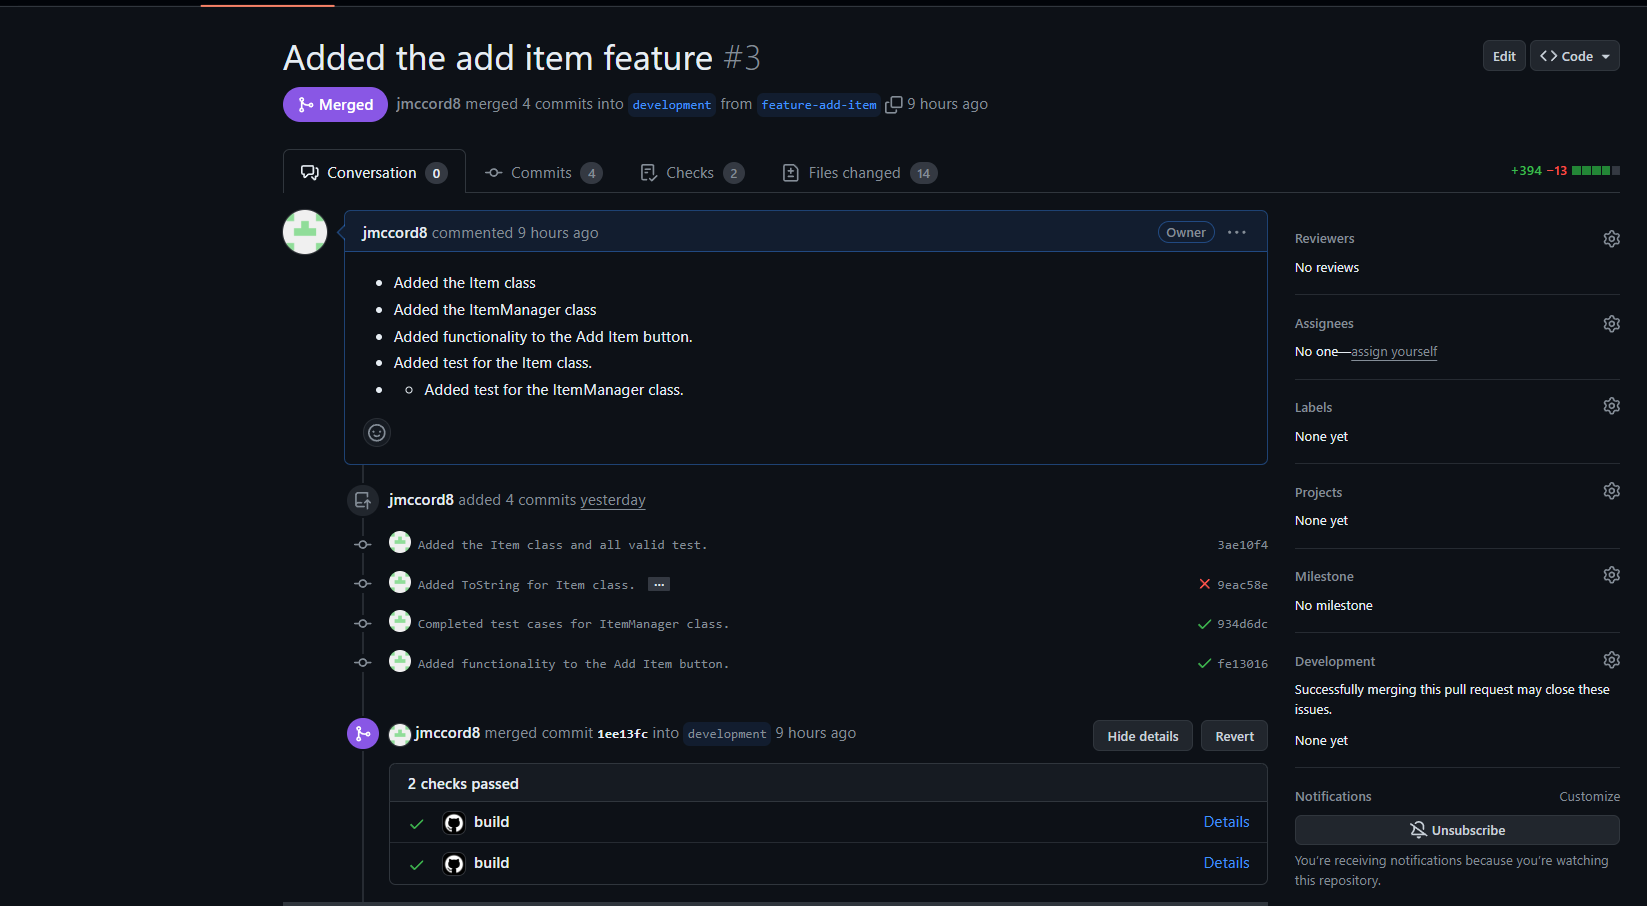 Added the add item feature #3
Edit
Code
Merged jmccord8 merged 4 commits into development from feature-add-item 9 hours ago
Conversation 0
Commits 4
Checks 2
Files changed 14
+394 −13
jmccord8 commented 9 hours ago
Owner
Added the Item class
Added the ItemManager class
Added functionality to the Add Item button.
Added test for the Item class.
Added test for the ItemManager class.
jmccord8 added 4 commits yesterday
Added the Item class and all valid test. 3ae10f4
Added ToString for Item class. … 9eac58e
Completed test cases for ItemManager class. 934d6dc
Added functionality to the Add Item button. fe13016
jmccord8 merged commit 1ee13fc into development 9 hours ago
Hide details
Revert
2 checks passed
build Details
build Details
Reviewers
No reviews
Assignees
No one—assign yourself
Labels
None yet
Projects
None yet
Milestone
No milestone
Development
Successfully merging this pull request may close these
issues.
None yet
Notifications Customize
Unsubscribe
You're receiving notifications because you're watching
this repository.